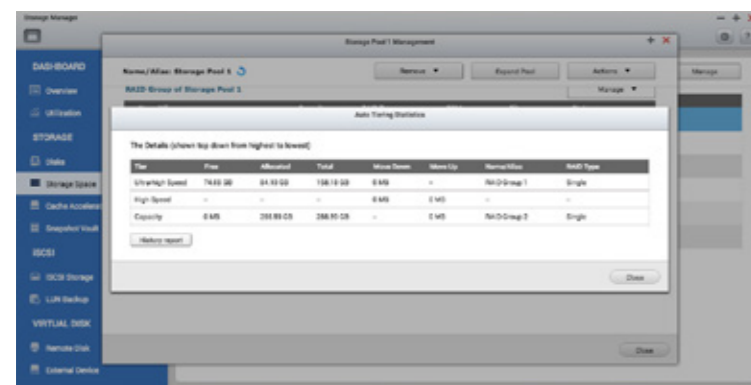 Storage Manager
Storage Pool 1 Management
Name/Alias: Storage Pool 1
Remove
Expand Pool
Actions
Manage
RAID Group of Storage Pool 1
Manage
Auto Tiering Statistics
The Details (shown top down from highest to lowest)
Tier Free Allocated Total Move Down Move Up Name/Alias RAID Type
Ultra-High Speed 0 MB - RAID Group 1 Single
High Speed - - - 0 MB 0 MB - -
Capacity 0 MB - 0 MB RAID Group 2 Single
History report
Close
Close
DASHBOARD
Overview
Utilization
STORAGE
Disks
Storage Space
Cache Accelerat
Snapshot Vault
iSCSI
iSCSI Storage
LUN Backup
VIRTUAL DISK
Remote Disk
External Device